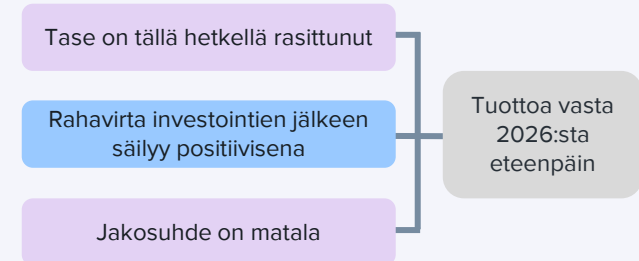 Tase on tällä hetkellä rasittunut
Rahavirta investointien jälkeen
säilyy positiivisena
Jakosuhde on matala
Tuottoa vasta
2026:sta
eteenpäin